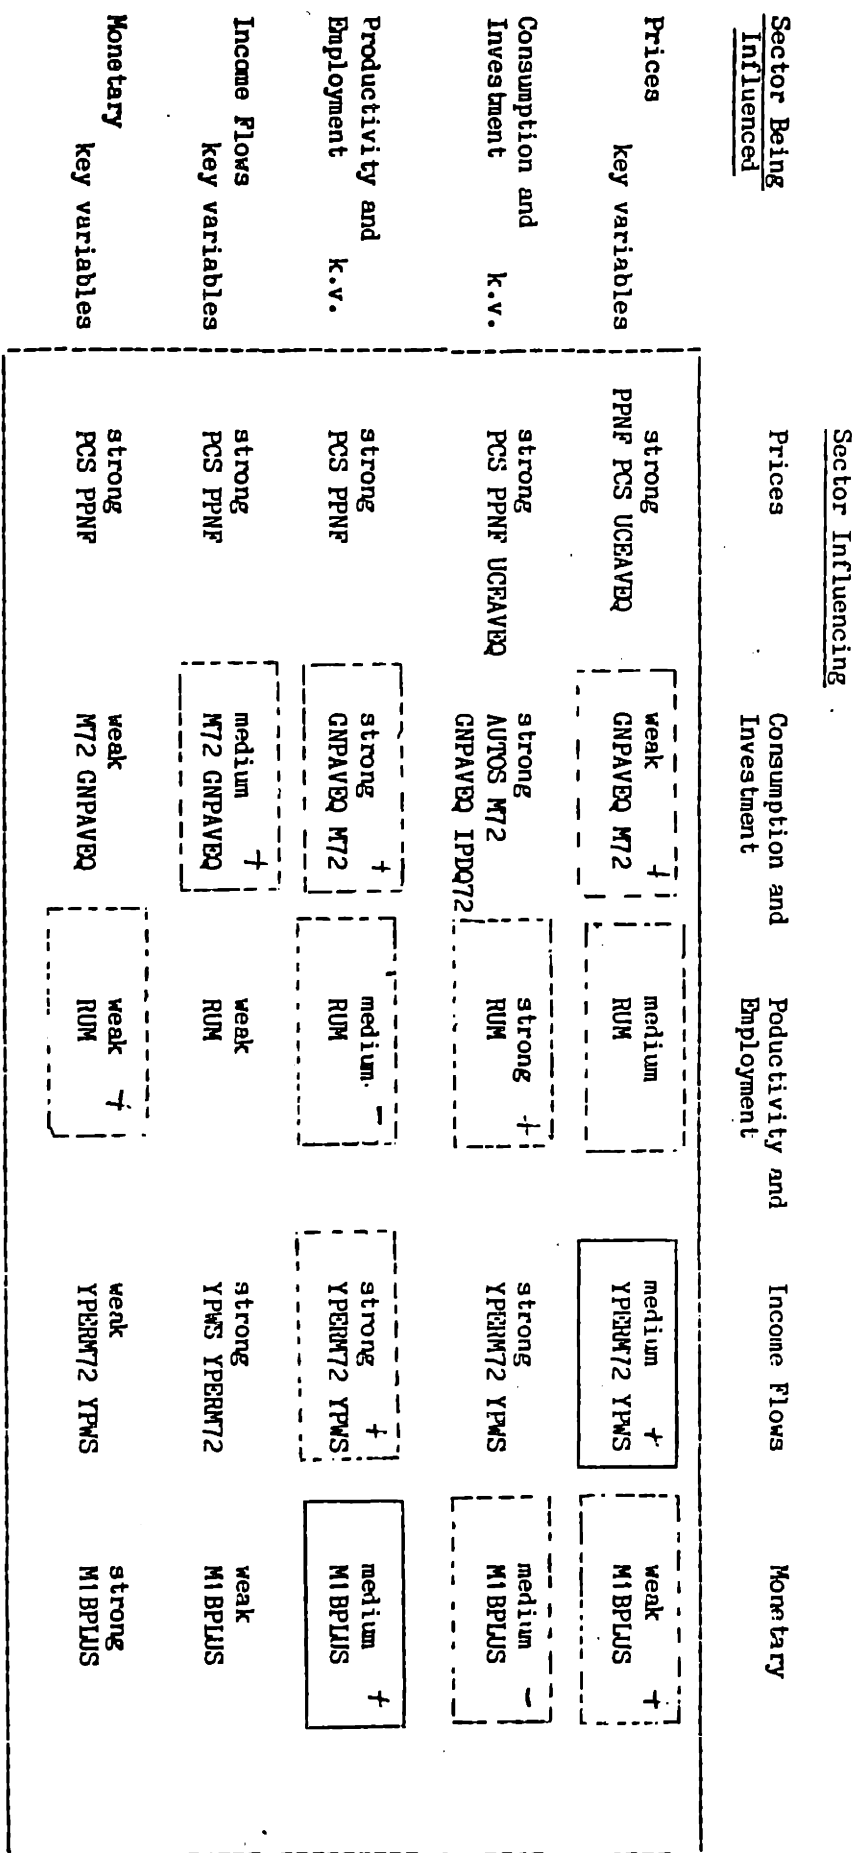 Sector Influencing
Sector Being
Influenced
Prices
Consumption and
Investment
Poductivity and
Employment
Income Flows
Monetary
Prices
key variables
strong
PPNF PCS UCEAVEQ
weak +
GNPAVEQ M72
medium
RUM
medium +
YPERM72 YPWS
weak +
M1BPLUS
Consumption and
Investment k.v.
strong
PCS PPNF UCEAVEQ
strong
AUTOS M72
GNPAVEQ IPDQ72
strong +
RUM
strong
YPERM72 YPWS
medium -
M1BPLUS
Productivity and
Employment k.v.
strong
PCS PPNF
strong +
GNPAVEQ M72
medium -
RUM
strong +
YPERM72 YPWS
medium +
M1BPLUS
Income Flows
key variables
strong
PCS PPNF
medium +
M72 GNPAVEQ
weak
RUM
strong
YPWS YPERM72
weak
M1BPLUS
Monetary
key variables
strong
PCS PPNF
weak
M72 GNPAVEQ
weak +
RUM
weak
YPERM72 YPWS
strong
M1BPLUS